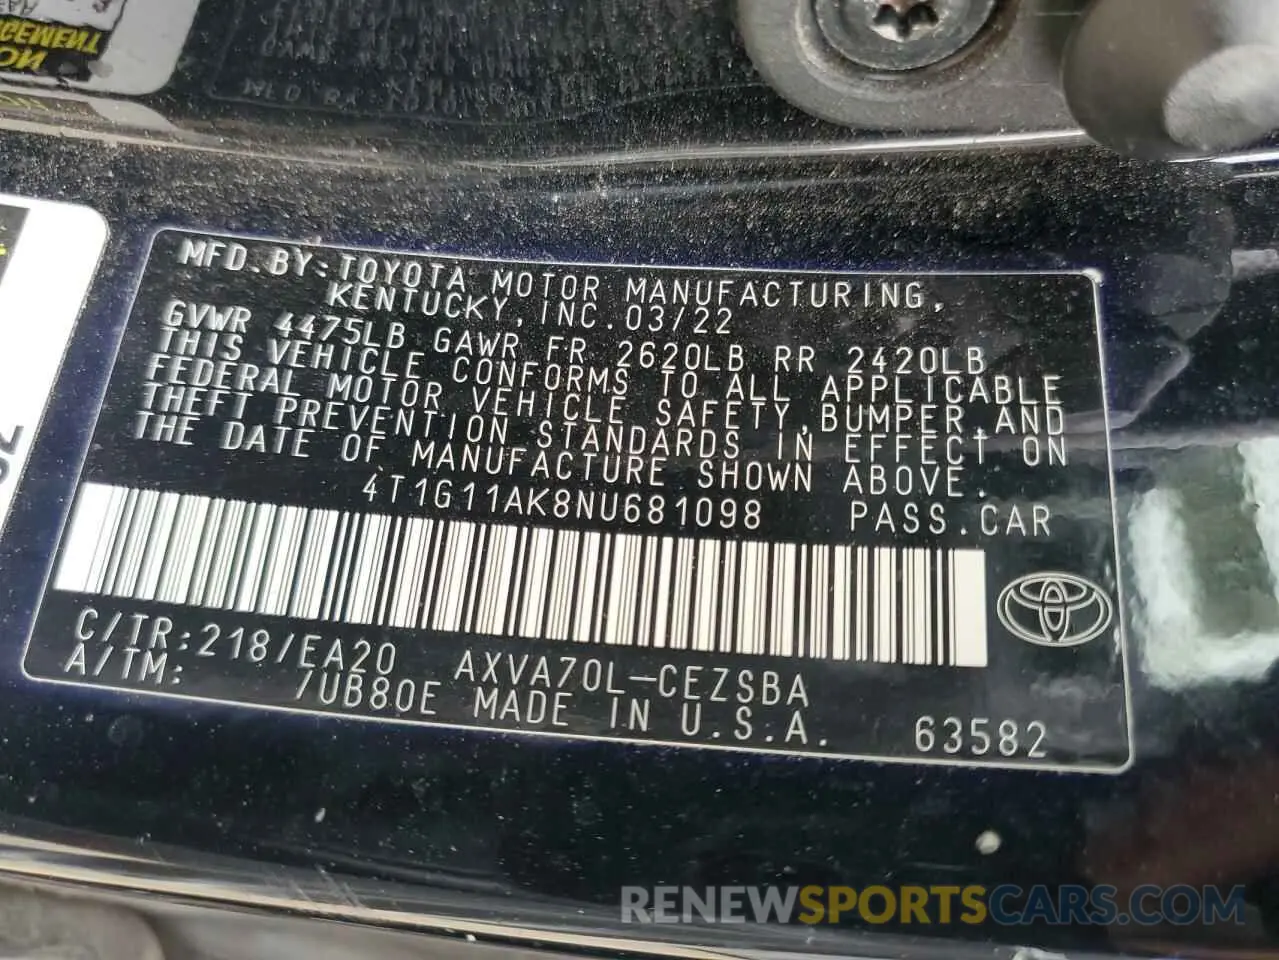 GEMENT
MFD.BY:TOYOTA MOTOR MANUFACTURING,
KENTUCKY, INC. 03/22
GVWR 4475LB GAWR FR 2620LB RR 2420LB
THIS VEHICLE CONFORMS TO ALL APPLICABLE
FEDERAL MOTOR VEHICLE SAFETY,BUMPER,AND
THEFT PREVENTION STANDARDS IN EFFECT ON
THE DATE OF MANUFACTURE SHOWN ABOVE.
4T1G11AK8NU681098 PASS.CAR
C/TR:218/EA20 AXVA70L-CEZSBA
A/TM: /UB80E MADE IN U.S.A. 63582
RENEWSPORTSCARS.COM